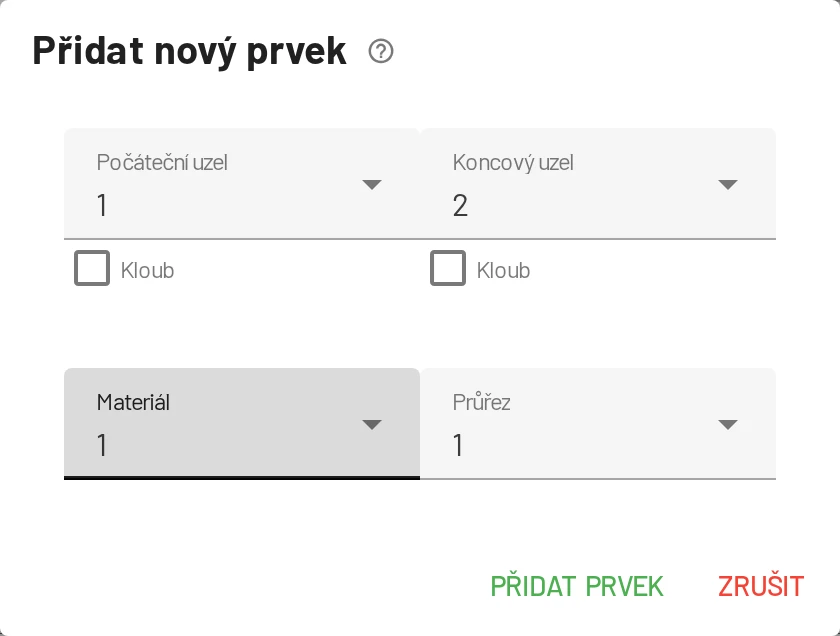 Přidat nový prvek ?
Počáteční uzel Koncový uzel
1 2
Kloub Kloub
Materiál Průřez
1 1
PŘIDAT PRVEK ZRUŠIT